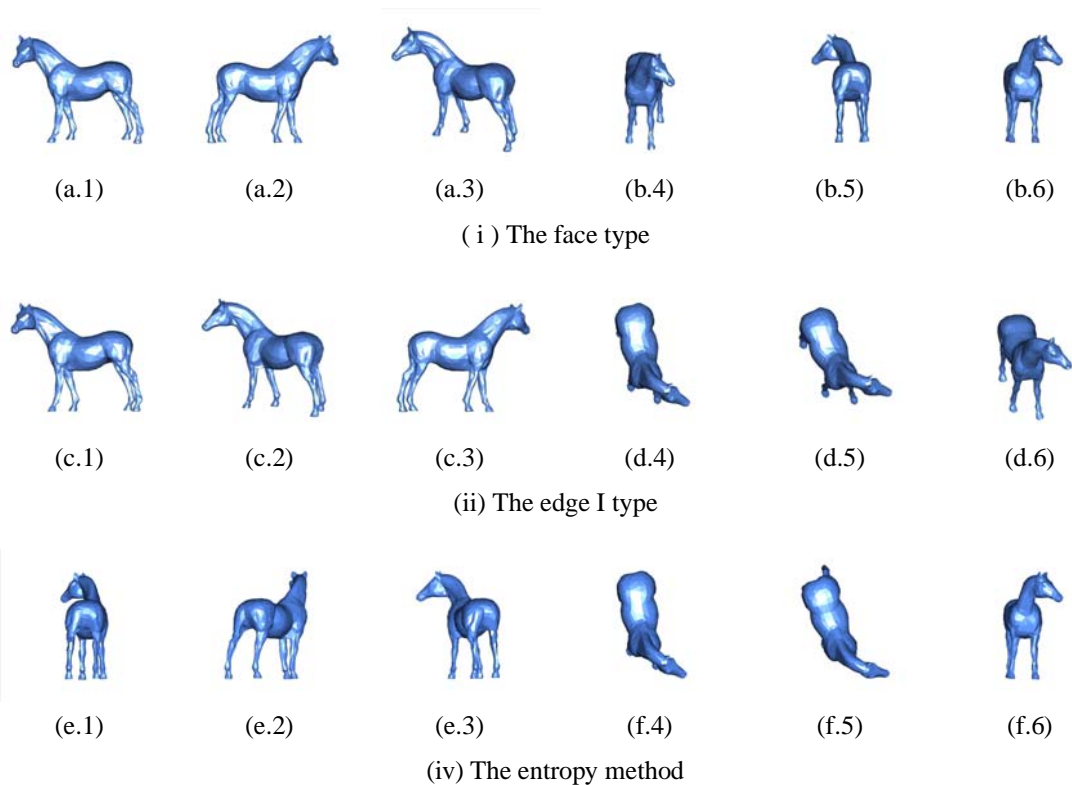 (a.1) (a.2) (a.3) (b.4) (b.5) (b.6)
( i ) The face type
(c.1) (c.2) (c.3) (d.4) (d.5) (d.6)
(ii) The edge I type
(e.1) (e.2) (e.3) (f.4) (f.5) (f.6)
(iv) The entropy method